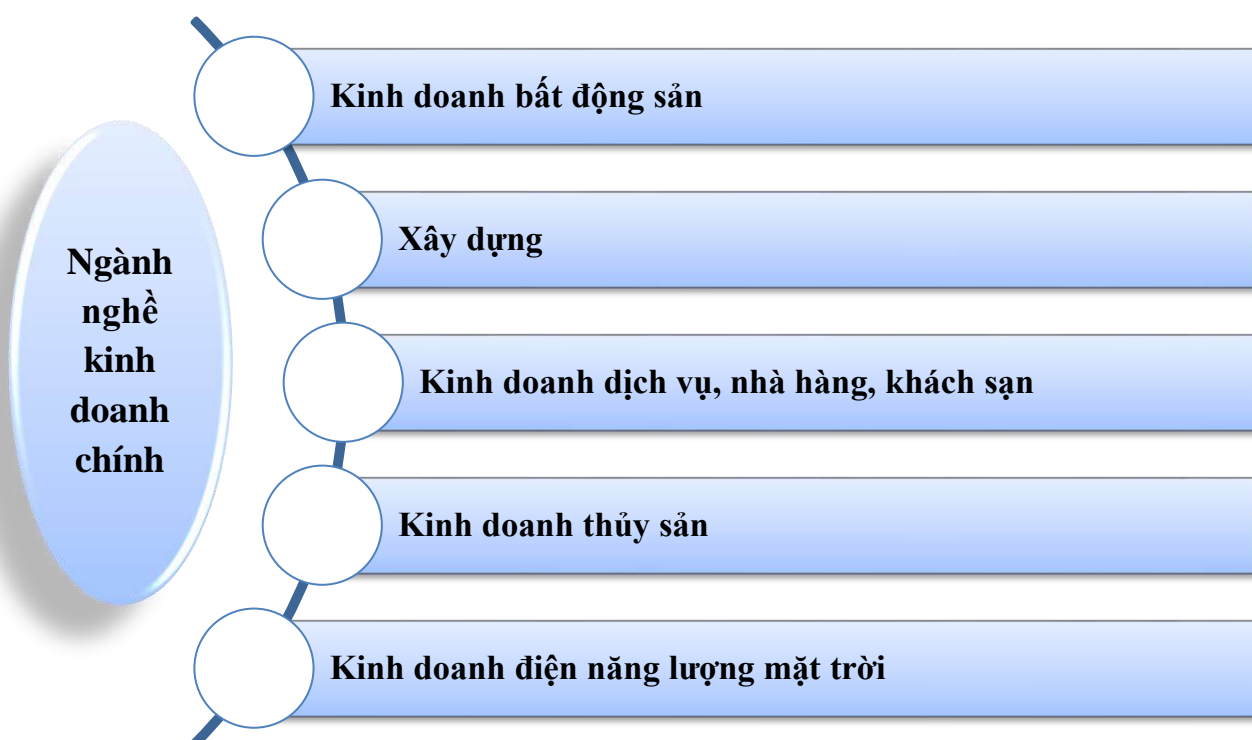 Ngành
nghề
kinh
doanh
chính
Kinh doanh bất động sản
Xây dựng
Kinh doanh dịch vụ, nhà hàng, khách sạn
Kinh doanh thủy sản
Kinh doanh điện năng lượng mặt trời